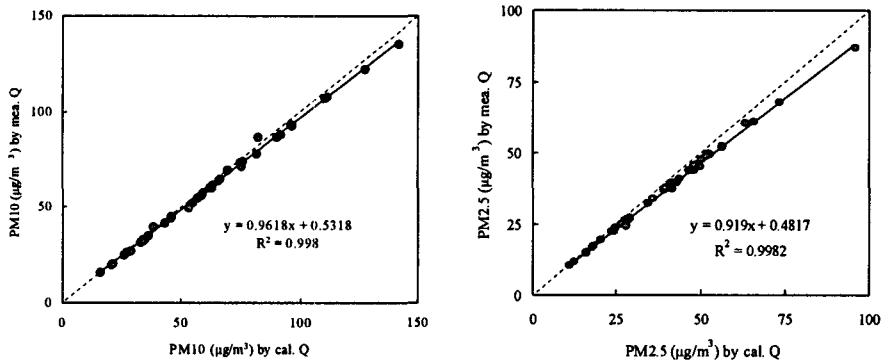 150
100
50
0
PM10 (μg/m³) by mea. Q
y = 0.9618x + 0.5318
R² = 0.998
0 50 100 150
PM10 (μg/m³) by cal. Q
100
75
50
25
0
PM2.5 (μg/m³) by mea. Q
y = 0.919x + 0.4817
R² = 0.9982
0 25 50 75 100
PM2.5 (μg/m³) by cal. Q